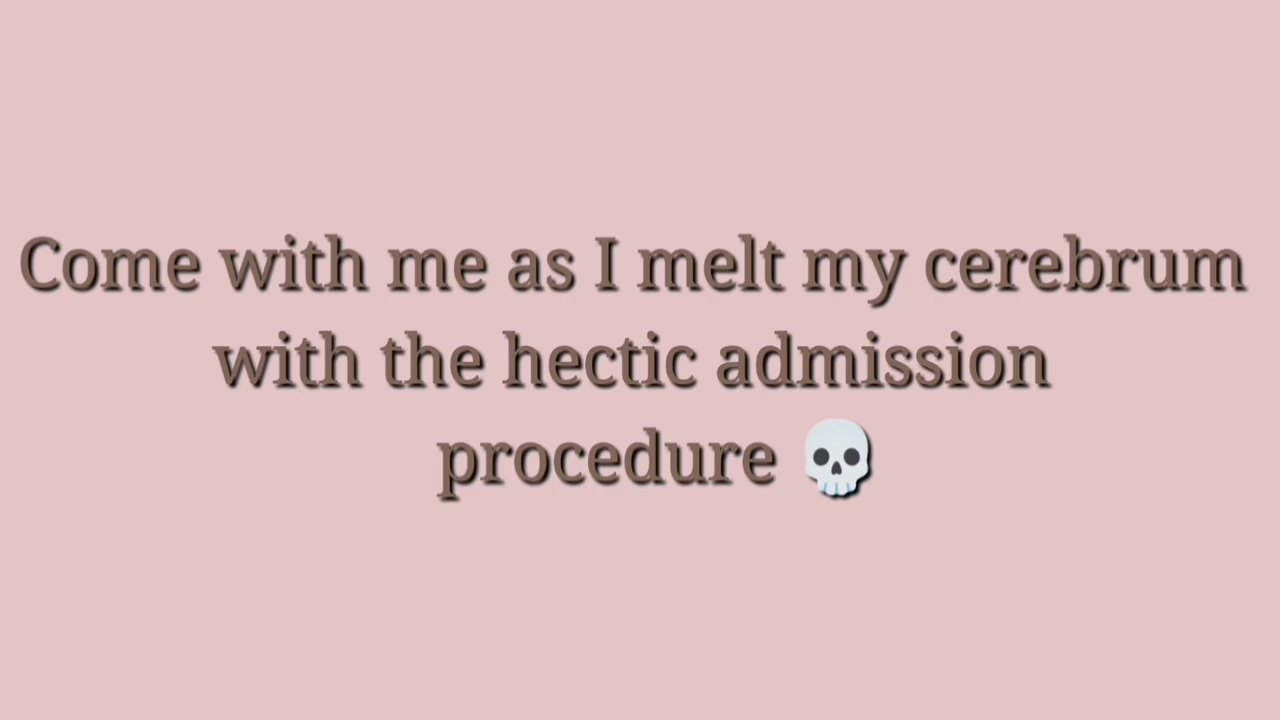 Come with me as I melt my cerebrum
with the hectic admission
procedure 💀